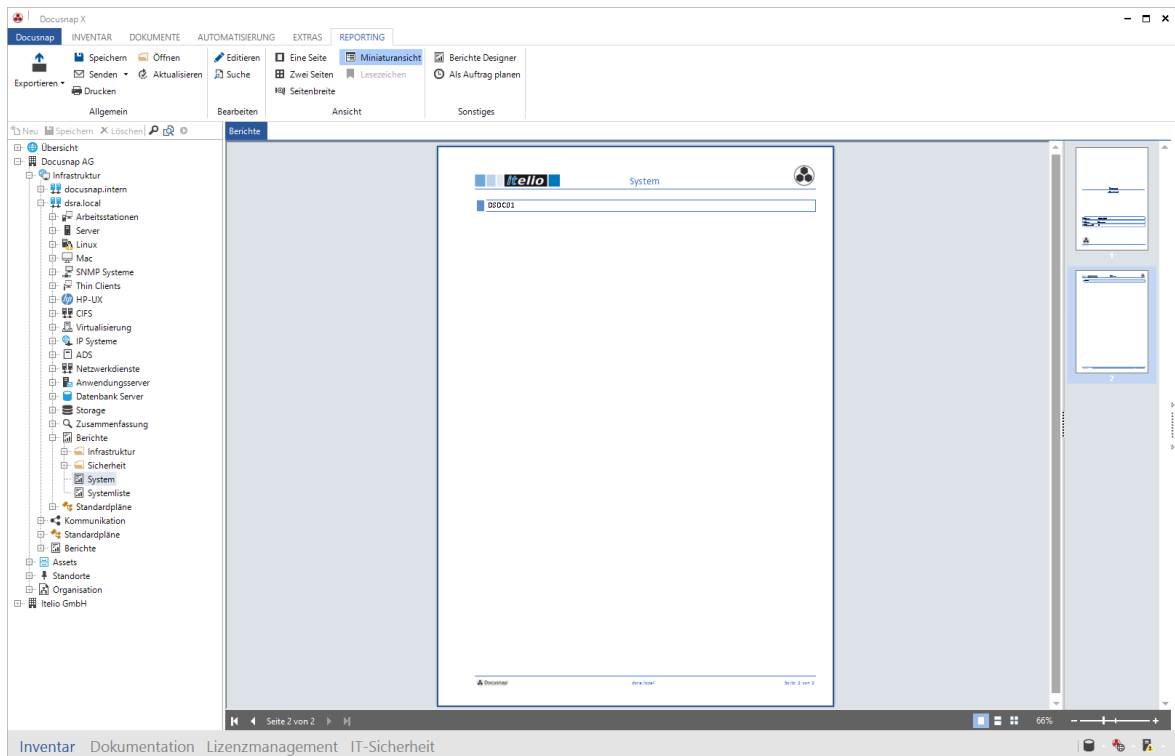 Docusnap X
Docusnap INVENTAR DOKUMENTE AUTOMATISIERUNG EXTRAS REPORTING
Exportieren
Speichern Öffnen
Senden Aktualisieren
Drucken
Allgemein
Editieren
Suche
Bearbeiten
Eine Seite Miniaturansicht
Zwei Seiten Lesezeichen
Seitenbreite
Ansicht
Berichte Designer
Als Auftrag planen
Sonstiges
Neu Speichern Löschen
Übersicht
Docusnap AG
Infrastruktur
docusnap.intern
dsra.local
Arbeitsstationen
Server
Linux
Mac
SNMP Systeme
Thin Clients
HP-UX
CIFS
Virtualisierung
IP Systeme
ADS
Netzwerkdienste
Anwendungsserver
Datenbank Server
Storage
Zusammenfassung
Berichte
Infrastruktur
Sicherheit
System
Systemliste
Standardpläne
Kommunikation
Standardpläne
Berichte
Assets
Standorte
Organisation
Itelio GmbH
Berichte
itelio System
DSDC01
Docusnap dsra.local Seite 2 von 2
1
2
Seite 2 von 2 66%
Inventar Dokumentation Lizenzmanagement IT-Sicherheit